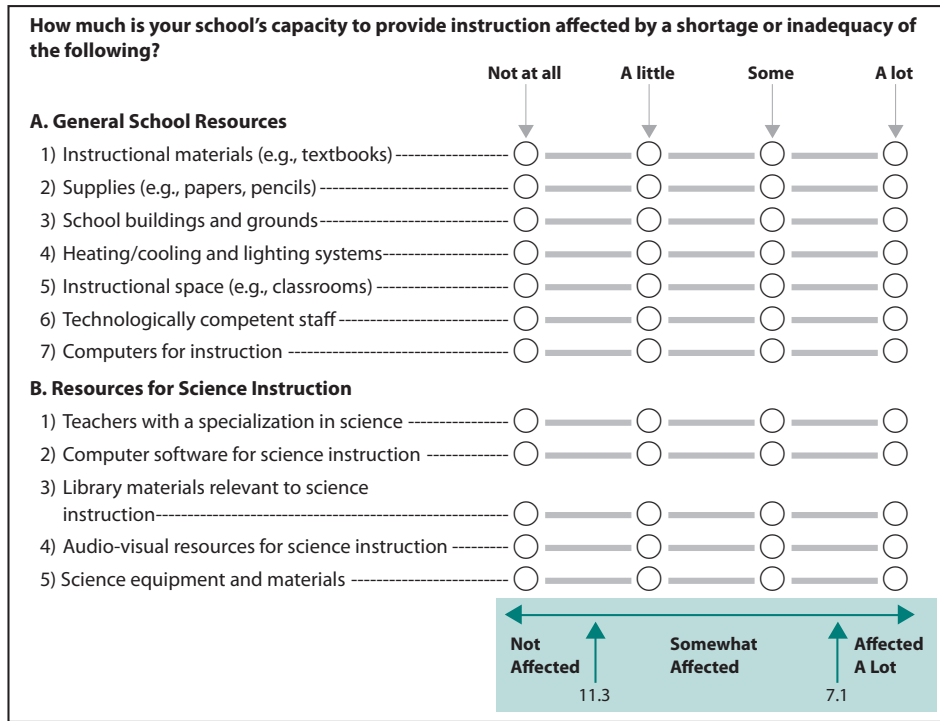 How much is your school’s capacity to provide instruction affected by a shortage or inadequacy of
the following?
Not at all A little Some A lot
A. General School Resources
1) Instructional materials (e.g., textbooks)
2) Supplies (e.g., papers, pencils)
3) School buildings and grounds
4) Heating/cooling and lighting systems
5) Instructional space (e.g., classrooms)
6) Technologically competent staff
7) Computers for instruction
B. Resources for Science Instruction
1) Teachers with a specialization in science
2) Computer software for science instruction
3) Library materials relevant to science
instruction
4) Audio-visual resources for science instruction
5) Science equipment and materials
Not Somewhat Affected
Affected Affected A Lot
11.3 7.1